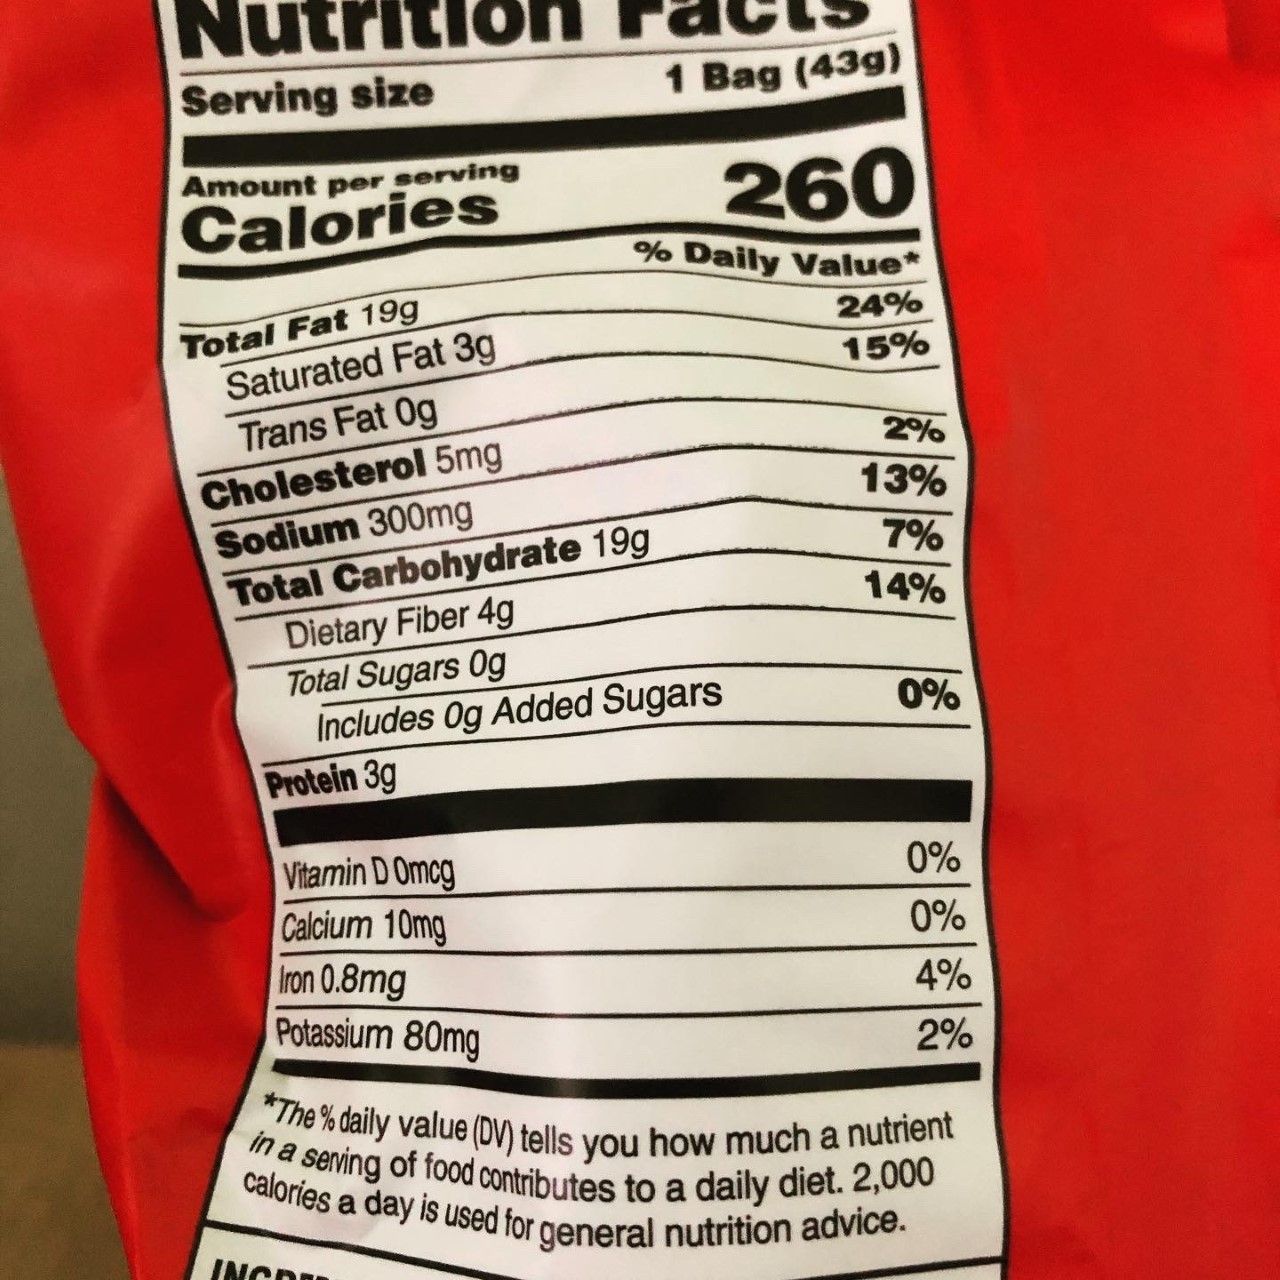 Nutrition Facts
Serving size 1 Bag (43g)
Amount per serving
Calories 260
% Daily Value*
Total Fat 19g 24%
Saturated Fat 3g 15%
Trans Fat 0g
Cholesterol 5mg 2%
Sodium 300mg 13%
Total Carbohydrate 19g 7%
Dietary Fiber 4g 14%
Total Sugars 0g
Includes 0g Added Sugars 0%
Protein 3g
Vitamin D 0mcg 0%
Calcium 10mg 0%
Iron 0.8mg 4%
Potassium 80mg 2%
*The % daily value (DV) tells you how much a nutrient
in a serving of food contributes to a daily diet. 2,000
calories a day is used for general nutrition advice.